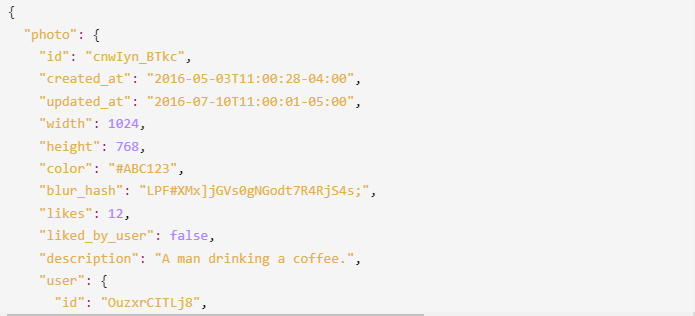 {
"photo": {
"id": "cnwIyn_BTkc",
"created_at": "2016-05-03T11:00:28-04:00",
"updated_at": "2016-07-10T11:00:01-05:00",
"width": 1024,
"height": 768,
"color": "#ABC123",
"blur_hash": "LPF#XMx]jGVs0gNGodt7R4RjS4s;",
"likes": 12,
"liked_by_user": false,
"description": "A man drinking a coffee.",
"user": {
"id": "OuzxrCITLj8",